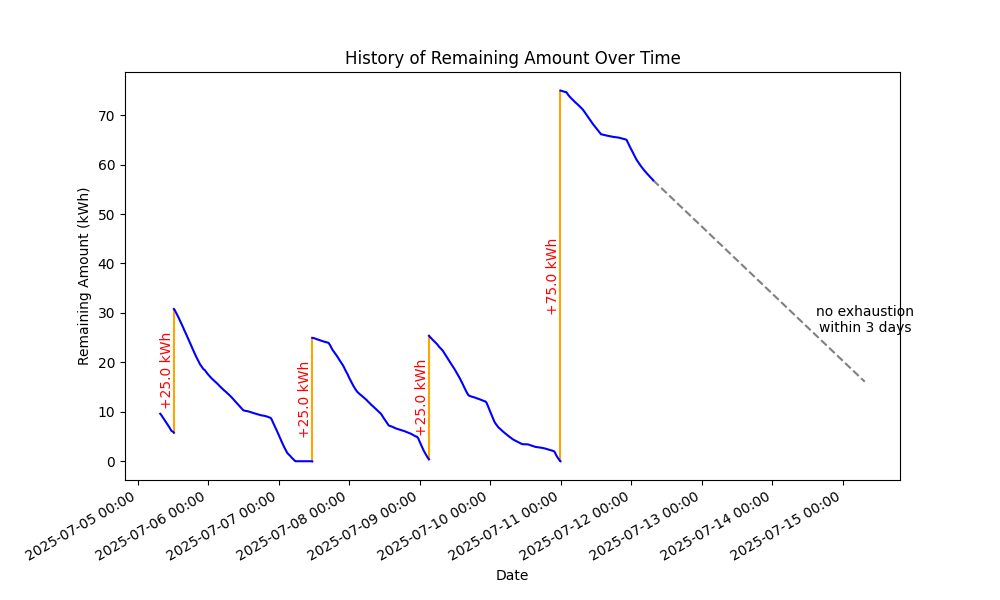 History of Remaining Amount Over Time
Remaining Amount (kWh)
70
60
50
40
30
20
10
0
+25.0 kWh
+25.0 kWh
+25.0 kWh
+75.0 kWh
no exhaustion
within 3 days
2025-07-05 00:00
2025-07-06 00:00
2025-07-07 00:00
2025-07-08 00:00
2025-07-09 00:00
2025-07-10 00:00
2025-07-11 00:00
2025-07-12 00:00
2025-07-13 00:00
2025-07-14 00:00
2025-07-15 00:00
Date